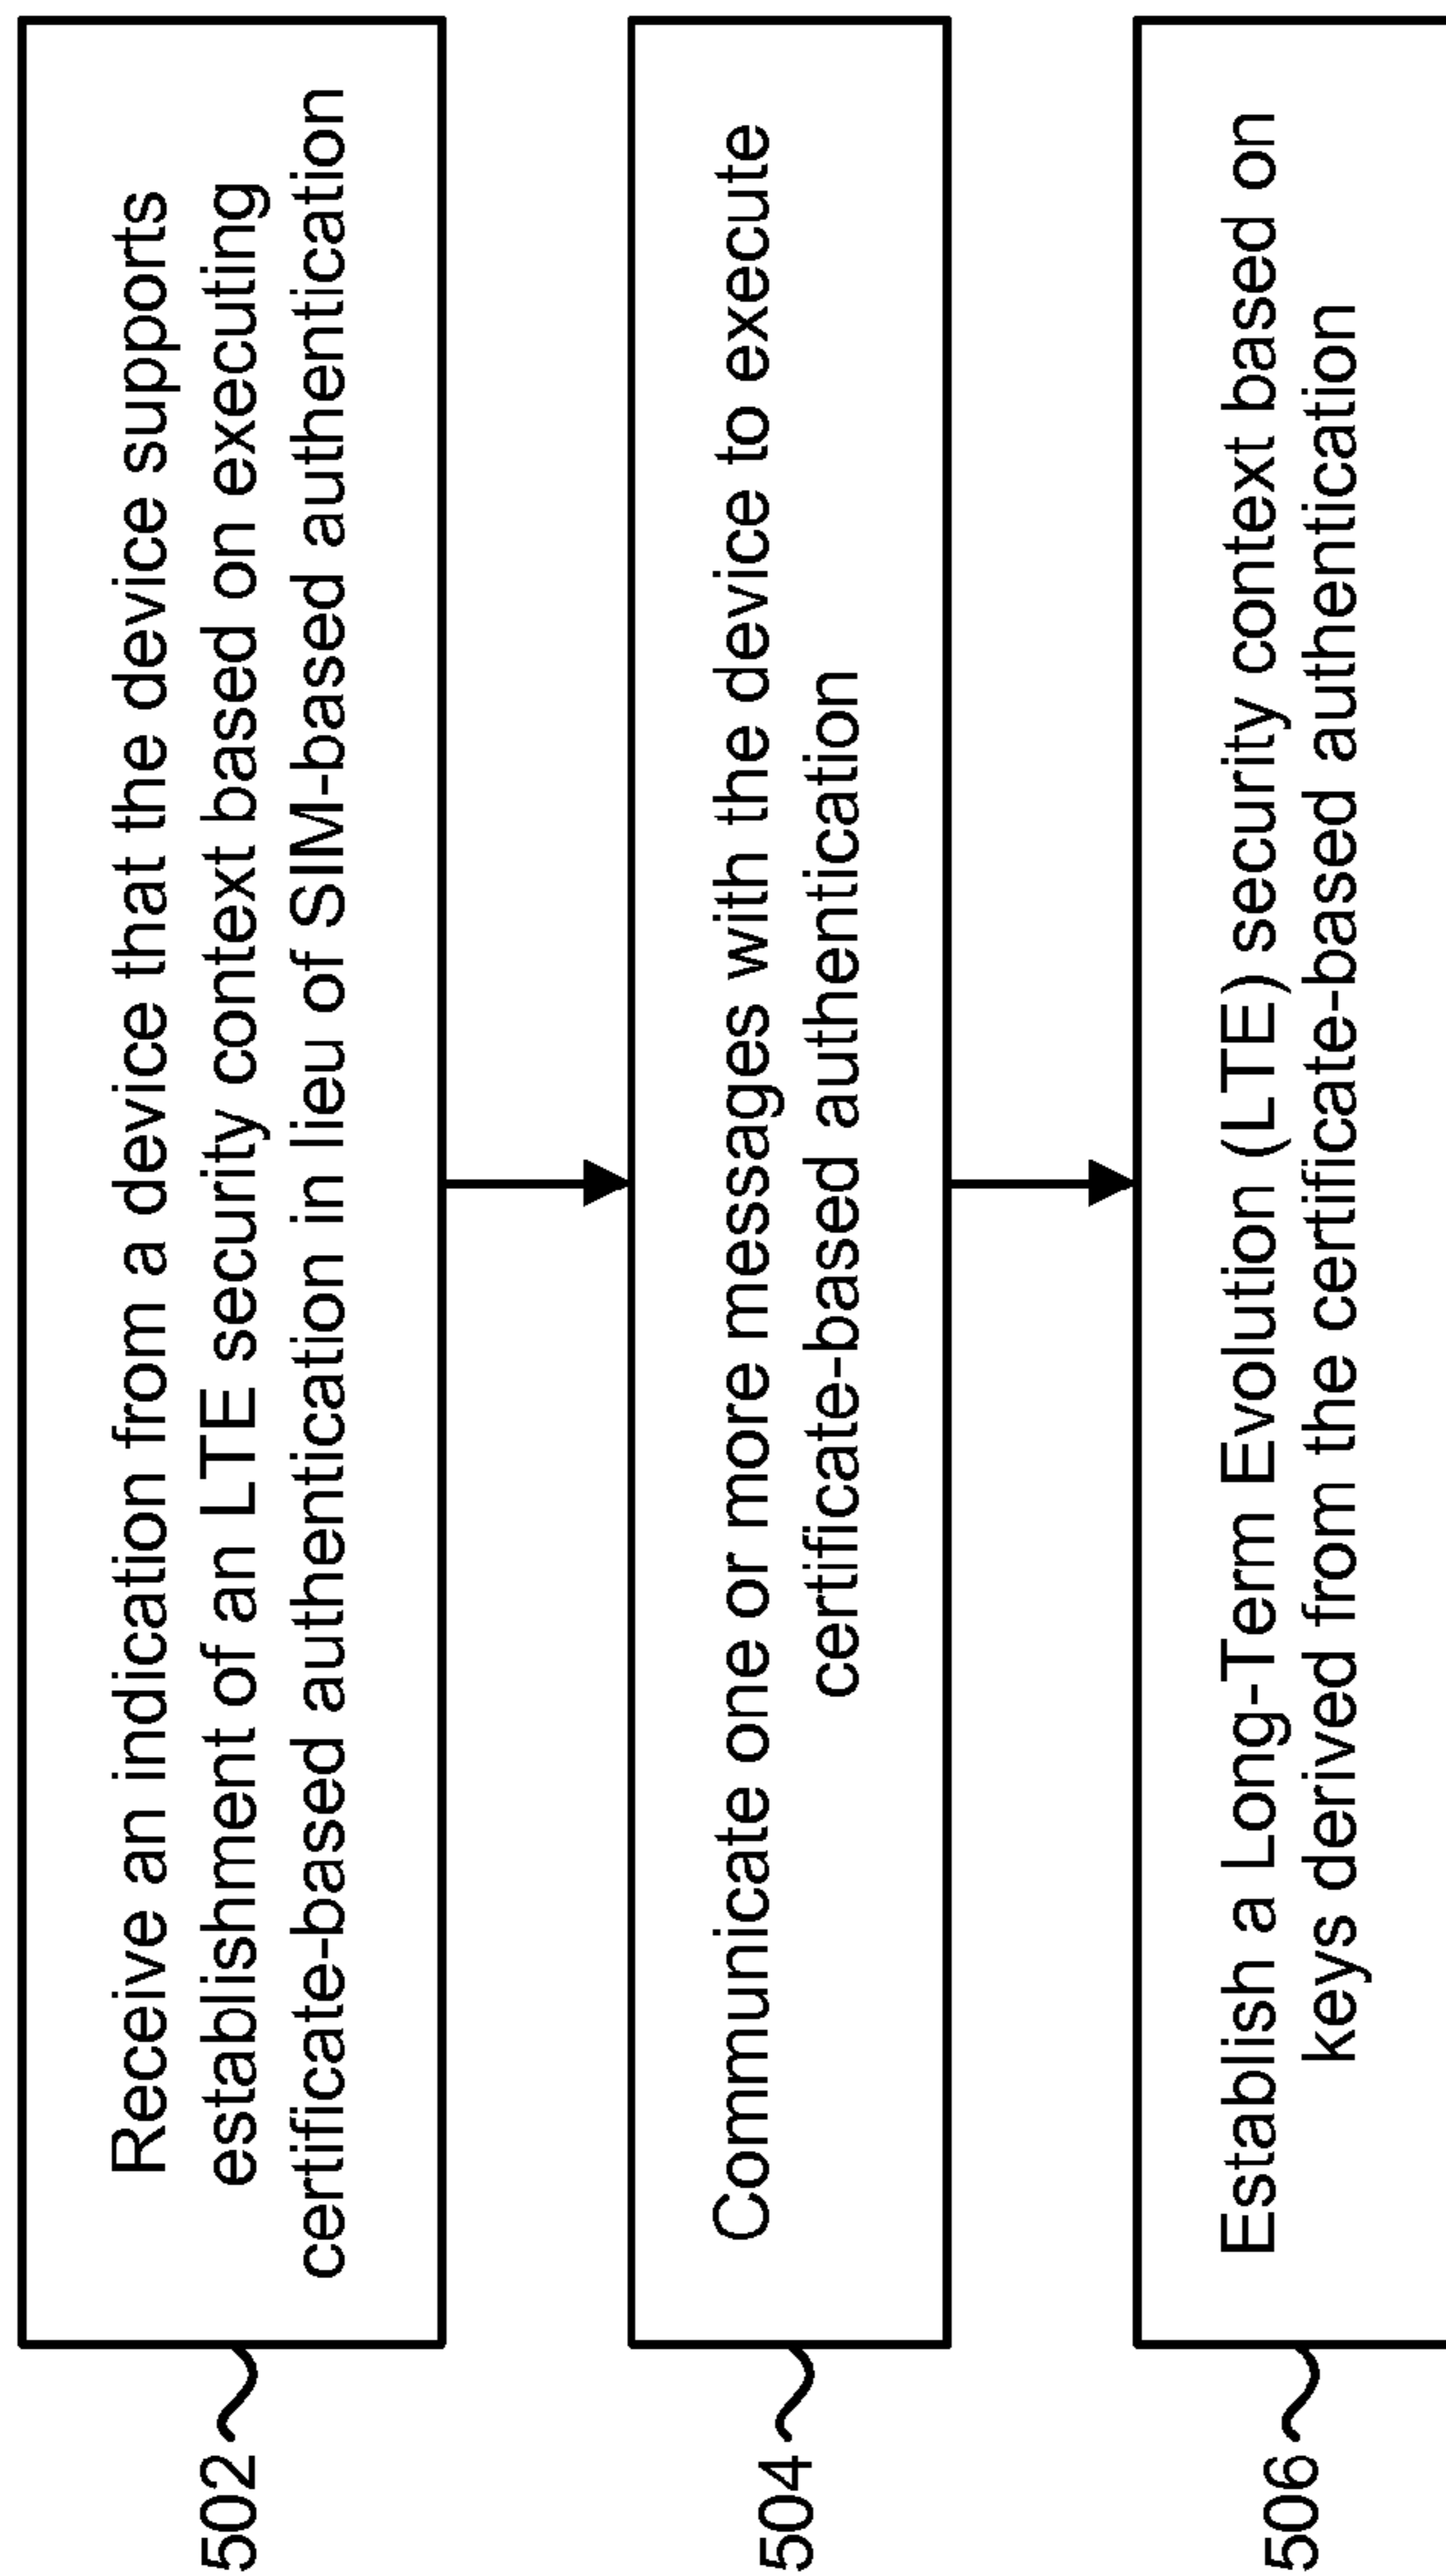 Receive an indication from a device that the device supports
establishment of an LTE security context based on executing
certificate-based authentication in lieu of SIM-based authentication
502
Communicate one or more messages with the device to execute
certificate-based authentication
504
Establish a Long-Term Evolution (LTE) security context based on
keys derived from the certificate-based authentication
506